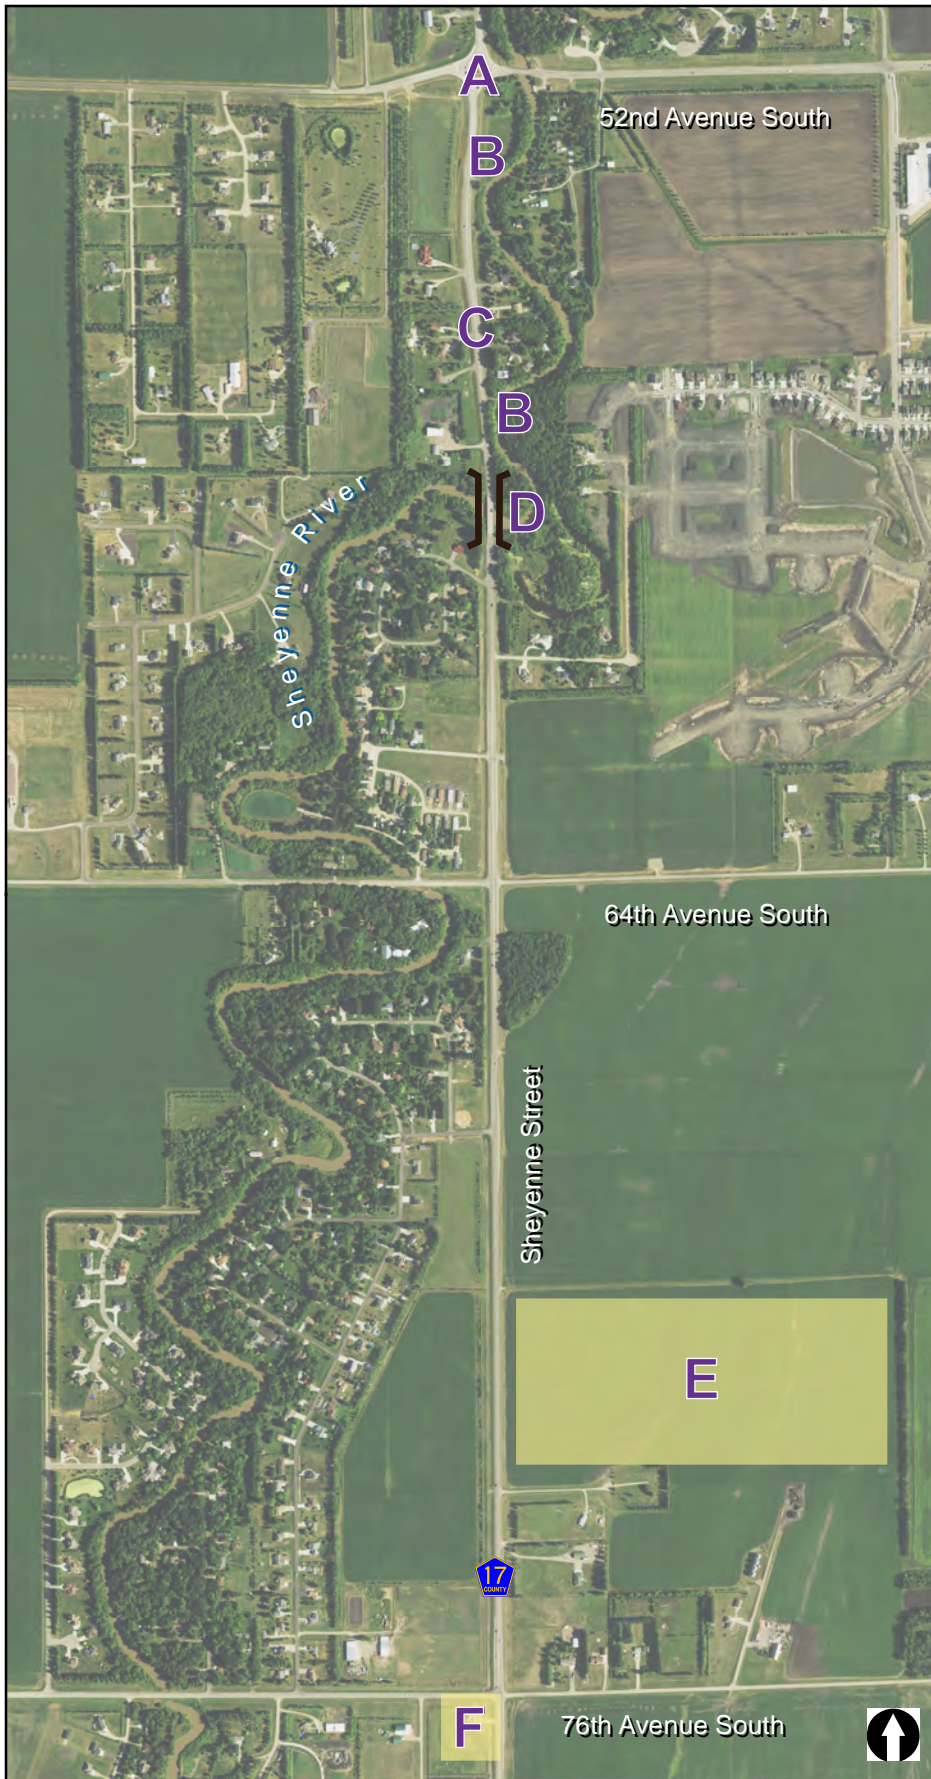 A
52nd Avenue South
B
C
B
D
Sheyenne River
64th Avenue South
Sheyenne Street
E
17
COUNTY
F
76th Avenue South